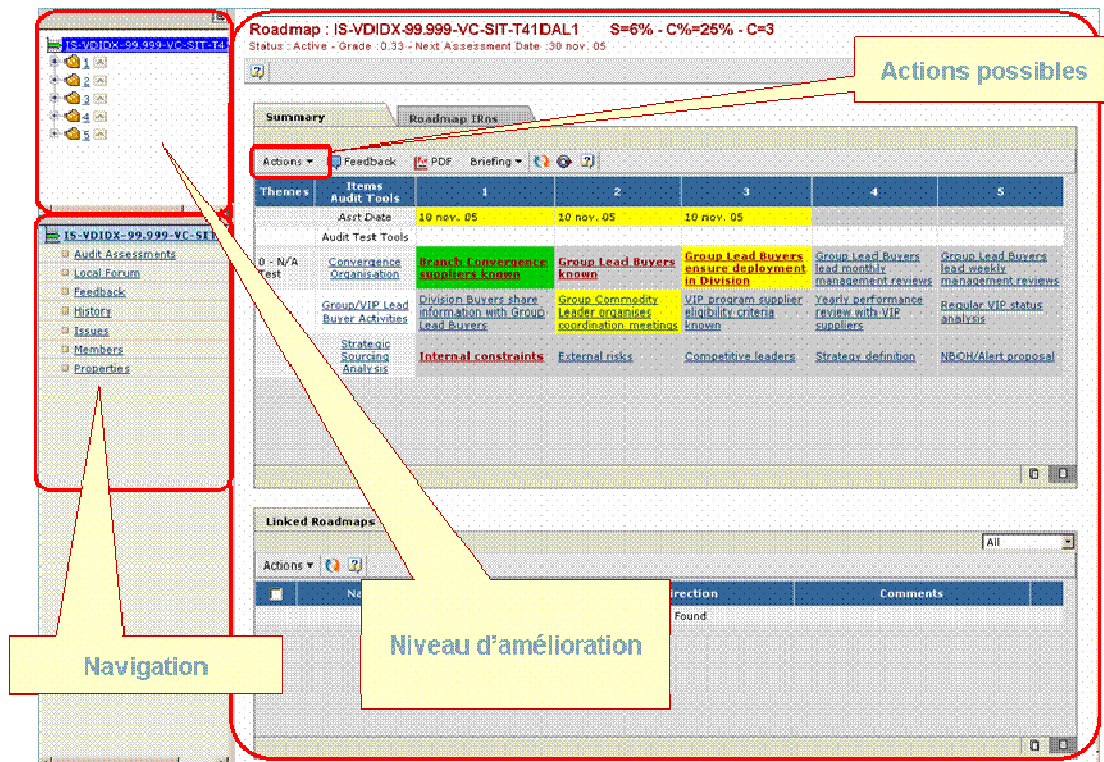 Roadmap : IS-VDIDX-99.999-VC-SIT-T41DAL1 S=6% - C%=25% - C=3
Status : Active - Grade : 0.33 - Next Assessment Date : 30 nov. 05
IS-VDIDX-99.999-VC-SIT-T4
1
2
3
4
5
Actions possibles
Summary
Roadmap IRns
Actions Feedback PDF Briefing
Themes
Items
Audit Tools
1 2 3 4 5
Asst Date 10 nov. 05 10 nov. 05 10 nov. 05
Audit Test Tools
0 - N/A
Test
Convergence
Organisation
Branch Convergence
suppliers known
Group Lead Buyers
known
Group Lead Buyers
ensure deployment
in Division
Group Lead Buyers
lead monthly
management reviews
Group Lead Buyers
lead weekly
management reviews
Group/VIP Lead
Buyer Activities
Division Buyers share
information with Group
Lead Buyers
Group Commodity
Leader organises
coordination meetings
VIP program supplier
eligibility criteria
known
Yearly performance
review with VIP
suppliers
Regular VIP status
analysis
Strategic
Sourcing
Analysis
Internal constraints
External risks
Competitive leaders
Strategy definition
NBOH/Alert proposal
IS-VDIDX-99.999-VC-SIT
Audit Assessments
Local Forum
Feedback
History
Issues
Members
Properties
Linked Roadmaps
All
Actions
Na
irection
Comments
Found
Niveau d'amélioration
Navigation